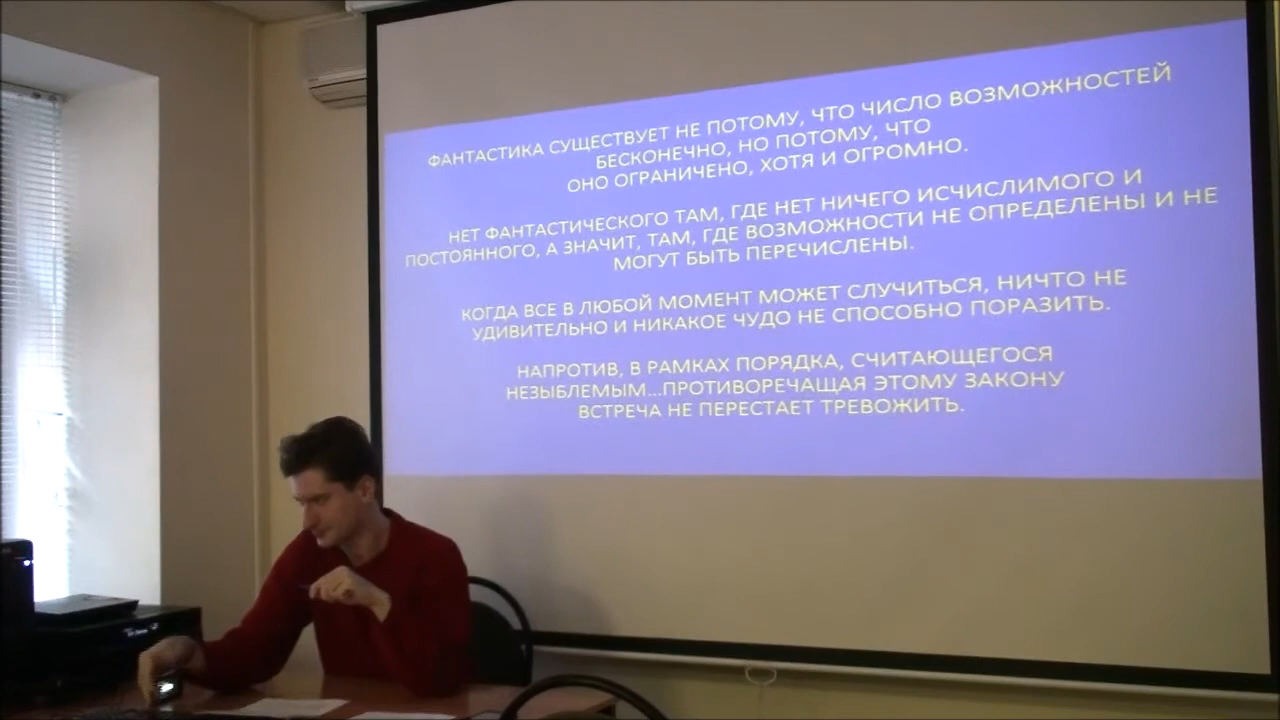 ФАНТАСТИКА СУЩЕСТВУЕТ НЕ ПОТОМУ, ЧТО ЧИСЛО ВОЗМОЖНОСТЕЙ
БЕСКОНЕЧНО, НО ПОТОМУ, ЧТО
ОНО ОГРАНИЧЕНО, ХОТЯ И ОГРОМНО.
НЕТ ФАНТАСТИЧЕСКОГО ТАМ, ГДЕ НЕТ НИЧЕГО ИСЧИСЛИМОГО И
ПОСТОЯННОГО, А ЗНАЧИТ, ТАМ, ГДЕ ВОЗМОЖНОСТИ НЕ ОПРЕДЕЛЕНЫ И НЕ
МОГУТ БЫТЬ ПЕРЕЧИСЛЕНЫ.
КОГДА ВСЕ В ЛЮБОЙ МОМЕНТ МОЖЕТ СЛУЧИТЬСЯ, НИЧТО НЕ
УДИВИТЕЛЬНО И НИКАКОЕ ЧУДО НЕ СПОСОБНО ПОРАЗИТЬ.
НАПРОТИВ, В РАМКАХ ПОРЯДКА, СЧИТАЮЩЕГОСЯ
НЕЗЫБЛЕМЫМ...ПРОТИВОРЕЧАЩАЯ ЭТОМУ ЗАКОНУ
ВСТРЕЧА НЕ ПЕРЕСТАЕТ ТРЕВОЖИТЬ.